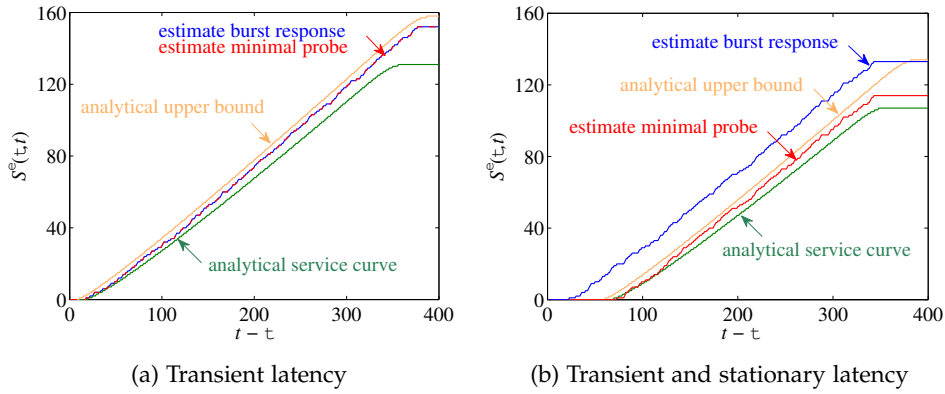 160
120
80
40
0
S^e(t,t)
estimate burst response
estimate minimal probe
analytical upper bound
analytical service curve
0 100 200 300 400
t − t
(a) Transient latency
160
120
80
40
0
S^e(t,t)
estimate burst response
analytical upper bound
estimate minimal probe
analytical service curve
0 100 200 300 400
t − t
(b) Transient and stationary latency